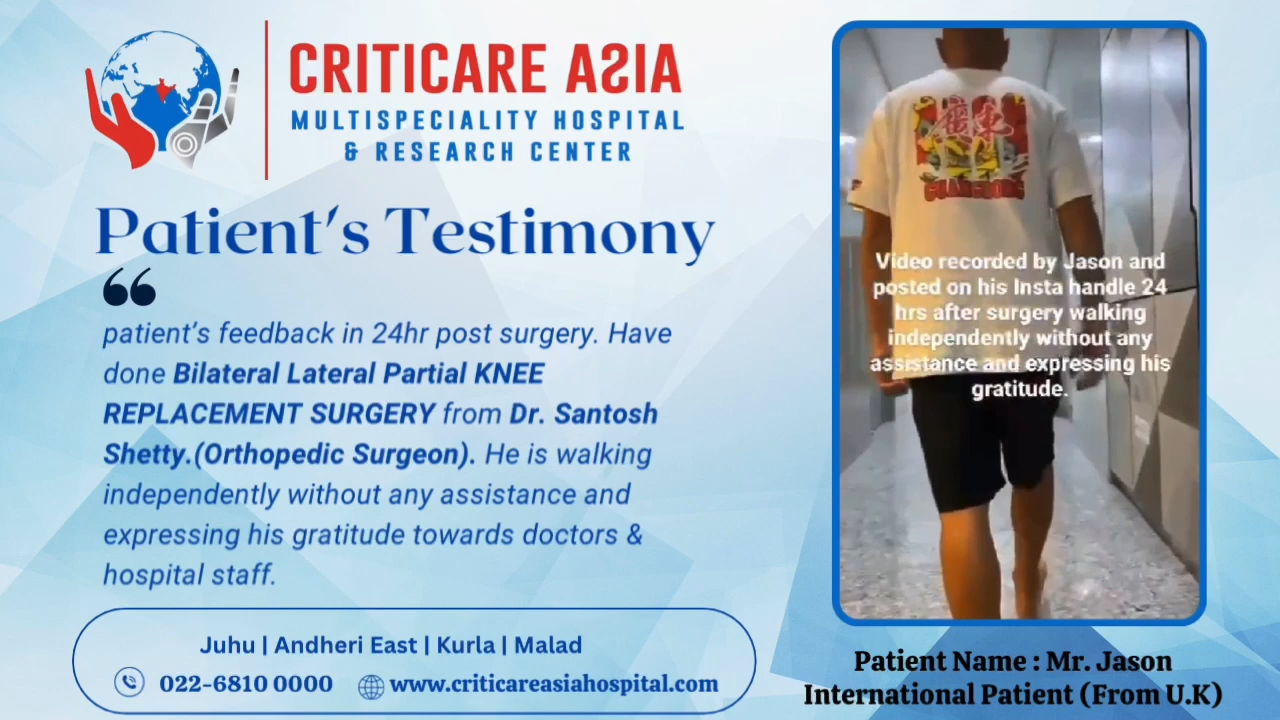 CRITICARE ASIA
MULTISPECIALITY HOSPITAL
& RESEARCH CENTER
Patient's Testimony
“
patient's feedback in 24hr post surgery. Have
done Bilateral Lateral Partial KNEE
REPLACEMENT SURGERY from Dr. Santosh
Shetty.(Orthopedic Surgeon). He is walking
independently without any assistance and
expressing his gratitude towards doctors &
hospital staff.
Juhu | Andheri East | Kurla | Malad
022-6810 0000 www.criticareasiahospital.com
廣東
GUANGDONG
Video recorded by Jason and
posted on his Insta handle 24
hrs after surgery walking
independently without any
assistance and expressing his
gratitude.
Patient Name : Mr. Jason
International Patient (From U.K)